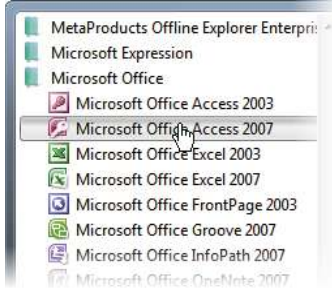 MetaProducts Offline Explorer Enterpri
Microsoft Expression
Microsoft Office
Microsoft Office Access 2003
Microsoft Office Access 2007
Microsoft Office Excel 2003
Microsoft Office Excel 2007
Microsoft Office FrontPage 2003
Microsoft Office Groove 2007
Microsoft Office InfoPath 2007
Microsoft Office OneNote 2007